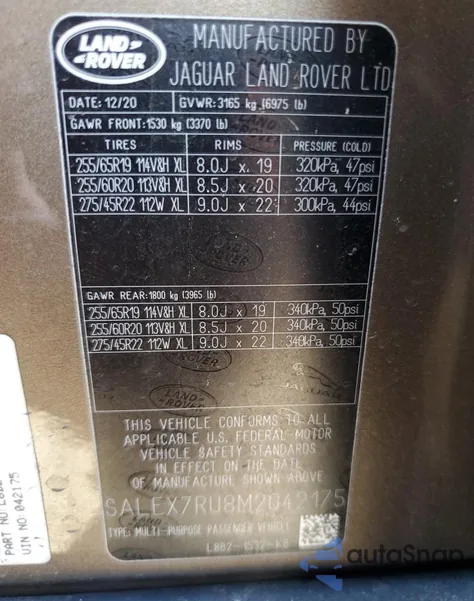 LAND ROVER
MANUFACTURED BY
JAGUAR LAND ROVER LTD
DATE: 12/20 GVWR: 3165 kg (6975 lb)
GAWR FRONT: 1530 kg (3370 lb)
TIRES RIMS PRESSURE (COLD)
255/65R19 114V&H XL 8.0J x 19 320kPa, 47psi
255/60R20 113V&H XL 8.5J x 20 320kPa, 47psi
275/45R22 112W XL 9.0J x 22 300kPa, 44psi
GAWR REAR: 1800 kg (3965 lb)
255/65R19 114V&H XL 8.0J x 19 340kPa, 50psi
255/60R20 113V&H XL 8.5J x 20 340kPa, 50psi
275/45R22 112W XL 9.0J x 22 340kPa, 50psi
LAND ROVER
JAGUAR
THIS VEHICLE CONFORMS TO ALL
APPLICABLE U.S. FEDERAL MOTOR
VEHICLE SAFETY STANDARDS
IN EFFECT ON THE DATE
OF MANUFACTURE SHOWN ABOVE
SALEX7RU8M2042175
TYPE: MULTI-PURPOSE PASSENGER VEHICLE
PART NO:
VIN NO: 042175
autoSnap